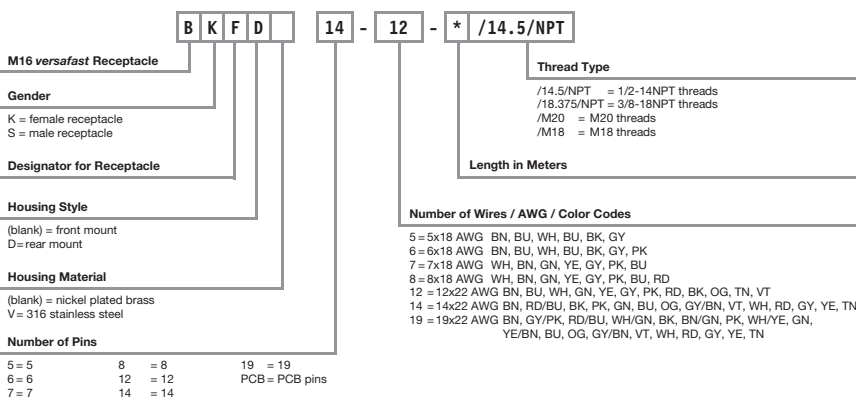 B K F D 14 - 12 - * /14.5/NPT
M16 versafast Receptacle
Gender
K = female receptacle
S = male receptacle
Designator for Receptacle
Housing Style
(blank) = front mount
D=rear mount
Housing Material
(blank) = nickel plated brass
V= 316 stainless steel
Number of Pins
5 = 5 8 = 8 19 = 19
6 = 6 12 = 12 PCB = PCB pins
7 = 7 14 = 14
Thread Type
/14.5/NPT = 1/2-14NPT threads
/18.375/NPT = 3/8-18NPT threads
/M20 = M20 threads
/M18 = M18 threads
Length in Meters
Number of Wires / AWG / Color Codes
5 = 5x18 AWG BN, BU, WH, BU, BK, GY
6 = 6x18 AWG BN, BU, WH, BU, BK, GY, PK
7 = 7x18 AWG WH, BN, GN, YE, GY, PK, BU
8 = 8x18 AWG WH, BN, GN, YE, GY, PK, BU, RD
12 = 12x22 AWG BN, BU, WH, GN, YE, GY, PK, RD, BK, OG, TN, VT
14 = 14x22 AWG BN, RD/BU, BK, PK, GN, BU, OG, GY/BN, VT, WH, RD, GY, YE, TN
19 = 19x22 AWG BN, GY/PK, RD/BU, WH/GN, BK, BN/GN, PK, WH/YE, GN,
YE/BN, BU, OG, GY/BN, VT, WH, RD, GY, YE, TN